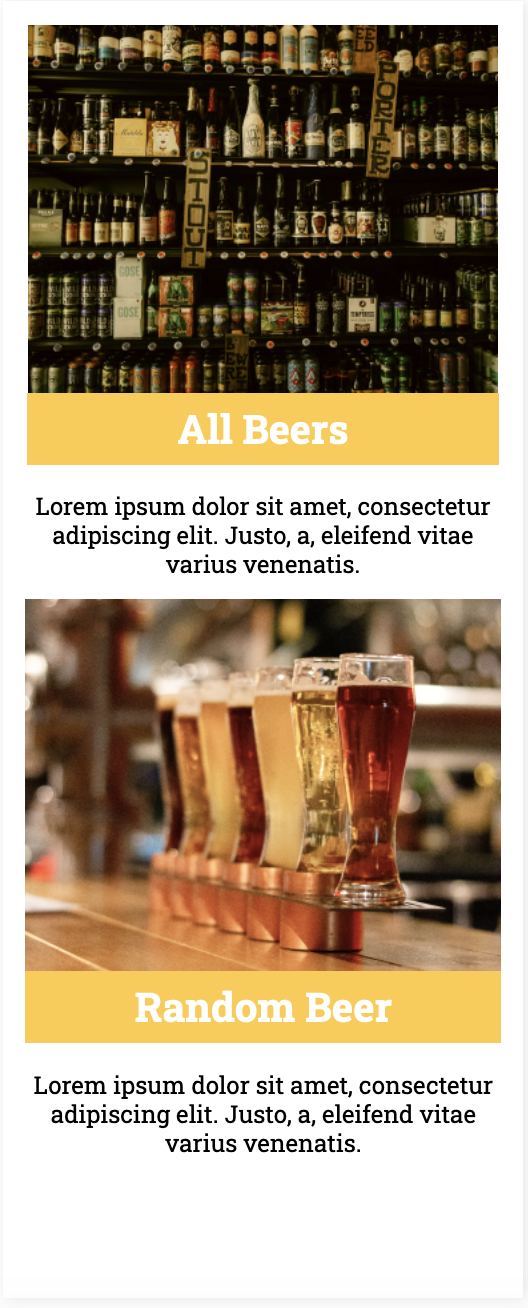 FEED
PORTER
STOUT
GOSE
GOSE
All Beers
Lorem ipsum dolor sit amet, consectetur
adipiscing elit. Justo, a, eleifend vitae
varius venenatis.
Random Beer
Lorem ipsum dolor sit amet, consectetur
adipiscing elit. Justo, a, eleifend vitae
varius venenatis.